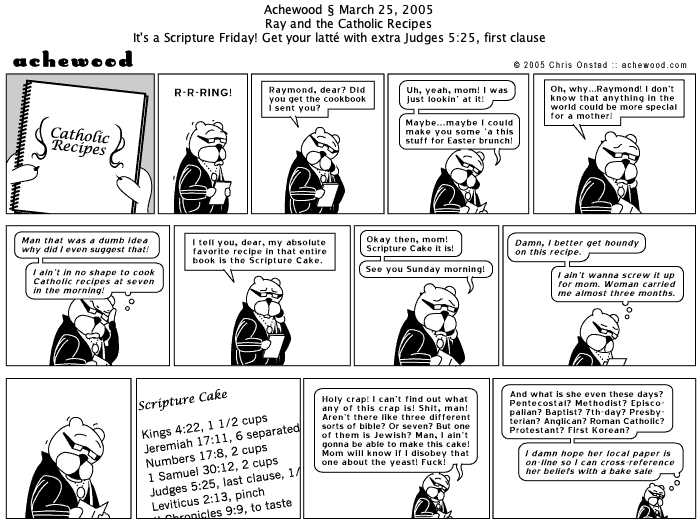 Achewood § March 25, 2005
Ray and the Catholic Recipes
It's a Scripture Friday! Get your latté with extra Judges 5:25, first clause
achewood
© 2005 Chris Onstad :: achewood.com
Catholic
Recipes
R-R-RING!
Raymond, dear? Did
you get the cookbook
I sent you?
Uh, yeah, mom! I was
just lookin' at it!
Maybe...maybe I could
make you some 'a this
stuff for Easter brunch!
Oh, why...Raymond! I don't
know that anything in the
world could be more special
for a mother!
Man that was a dumb idea
why did I even suggest that!
I ain't in no shape to cook
Catholic recipes at seven
in the morning!
I tell you, dear, my absolute
favorite recipe in that entire
book is the Scripture Cake.
Okay then, mom!
Scripture Cake it is!
See you Sunday morning!
Damn, I better get houndy
on this recipe.
I ain't wanna screw it up
for mom. Woman carried
me almost three months.
Scripture Cake
Kings 4:22, 1 1/2 cups
Jeremiah 17:11, 6 separated
Numbers 17:8, 2 cups
1 Samuel 30:12, 2 cups
Judges 5:25, last clause, 1/
Leviticus 2:13, pinch
Chronicles 9:9, to taste
Holy crap! I can't find out what
any of this crap is! Shit, man!
Aren't there like three different
sorts of bible? Or seven? But one
of them is Jewish? Man, I ain't
gonna be able to make this cake!
Mom will know if I disobey that
one about the yeast! Fuck!
And what is she even these days?
Pentecostal? Methodist? Episco-
palian? Baptist? 7th-day? Presby-
terian? Anglican? Roman Catholic?
Protestant? First Korean?
I damn hope her local paper is
on-line so I can cross-reference
her beliefs with a bake sale